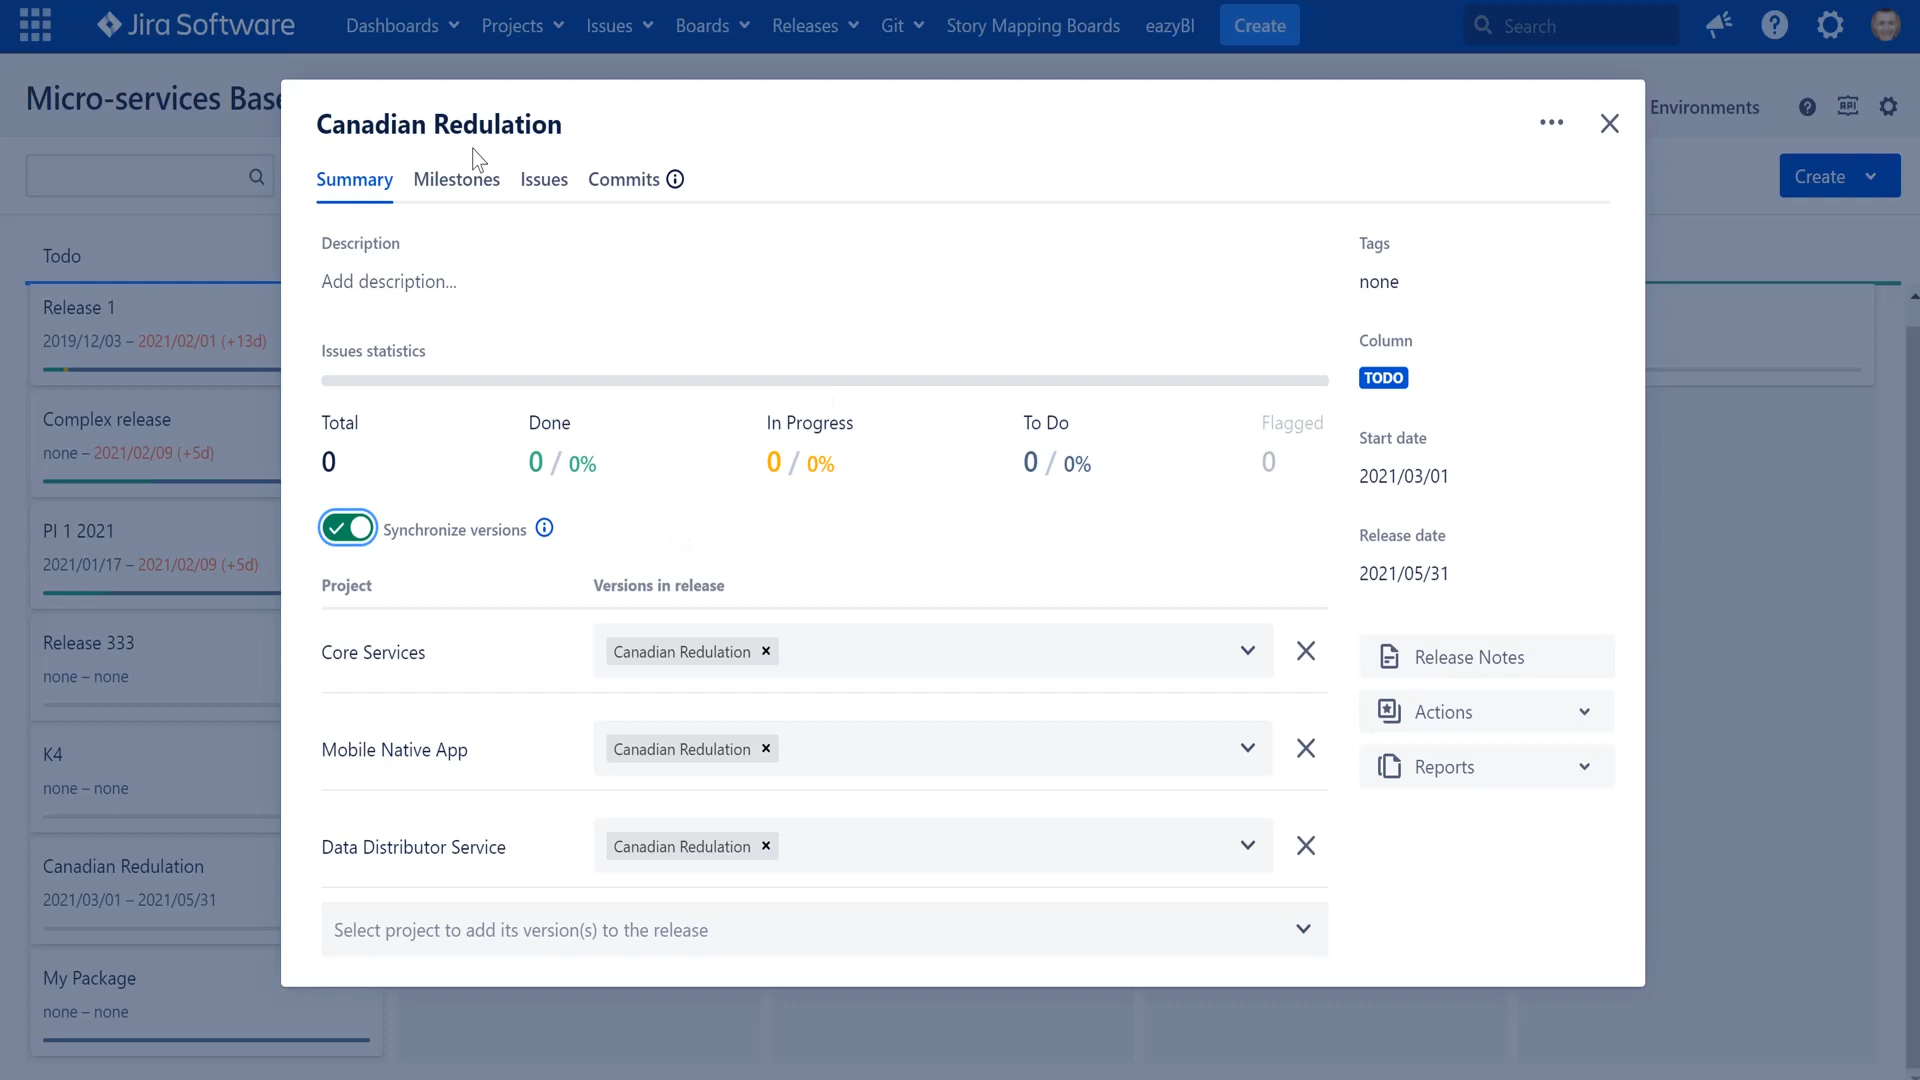 Jira Software Dashboards Projects Issues Boards Releases Git Story Mapping Boards eazyBI Create Search
Micro-services Base
Environments
API
Create
Todo
Release 1
2019/12/03 – 2021/02/01 (+13d)
Complex release
none – 2021/02/09 (+5d)
PI 1 2021
2021/01/17 – 2021/02/09 (+5d)
Release 333
none – none
K4
none – none
Canadian Redulation
2021/03/01 – 2021/05/31
My Package
none – none
Canadian Redulation
Summary Milestones Issues Commits
Description
Add description...
Issues statistics
Total Done In Progress To Do Flagged
0 0 / 0% 0 / 0% 0 / 0% 0
Synchronize versions
Project Versions in release
Core Services Canadian Redulation
Mobile Native App Canadian Redulation
Data Distributor Service Canadian Redulation
Select project to add its version(s) to the release
Tags
none
Column
TODO
Start date
2021/03/01
Release date
2021/05/31
Release Notes
Actions
Reports